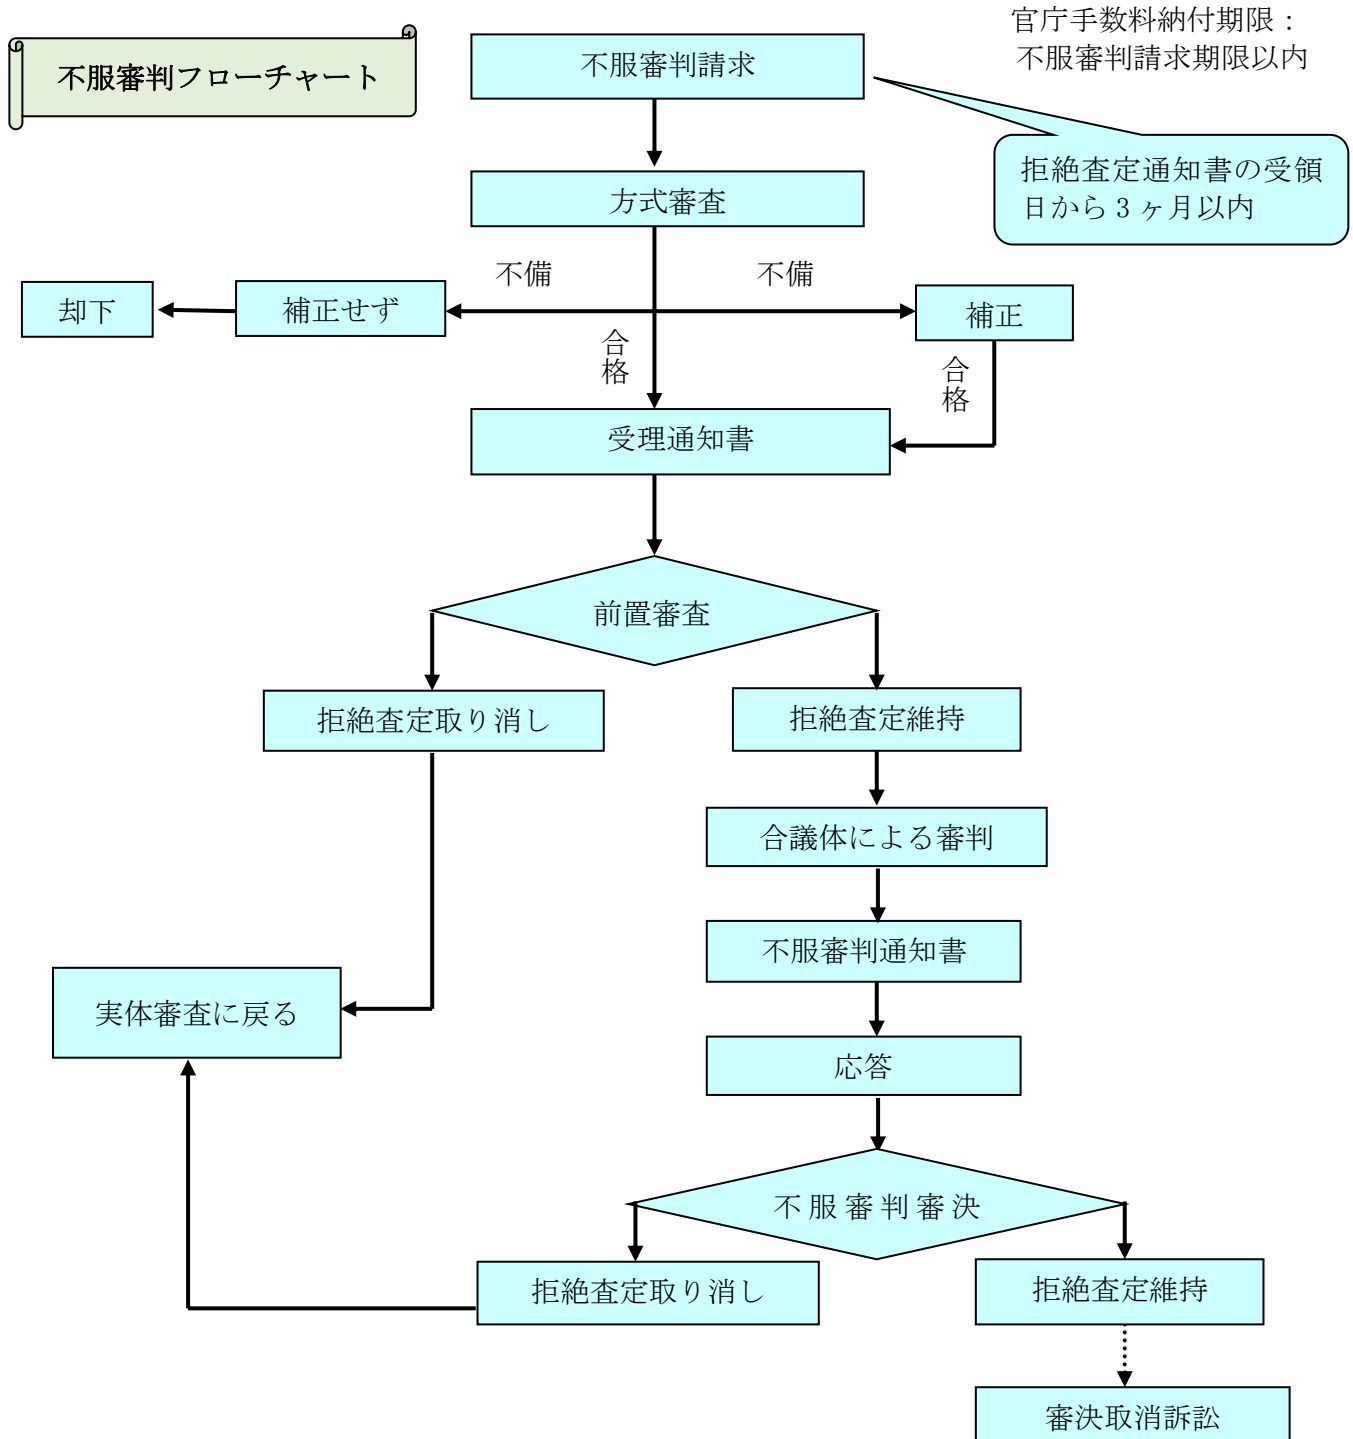 官庁手数料納付期限：
不服審判請求期限以内
不服審判フローチャート
不服審判請求
拒絶査定通知書の受領
日から3ヶ月以内
方式審査
不備
不備
却下
補正せず
補正
合格
合格
受理通知書
前置審査
拒絶査定取り消し
拒絶査定維持
合議体による審判
不服審判通知書
実体審査に戻る
応答
不服審判審決
拒絶査定取り消し
拒絶査定維持
審決取消訴訟